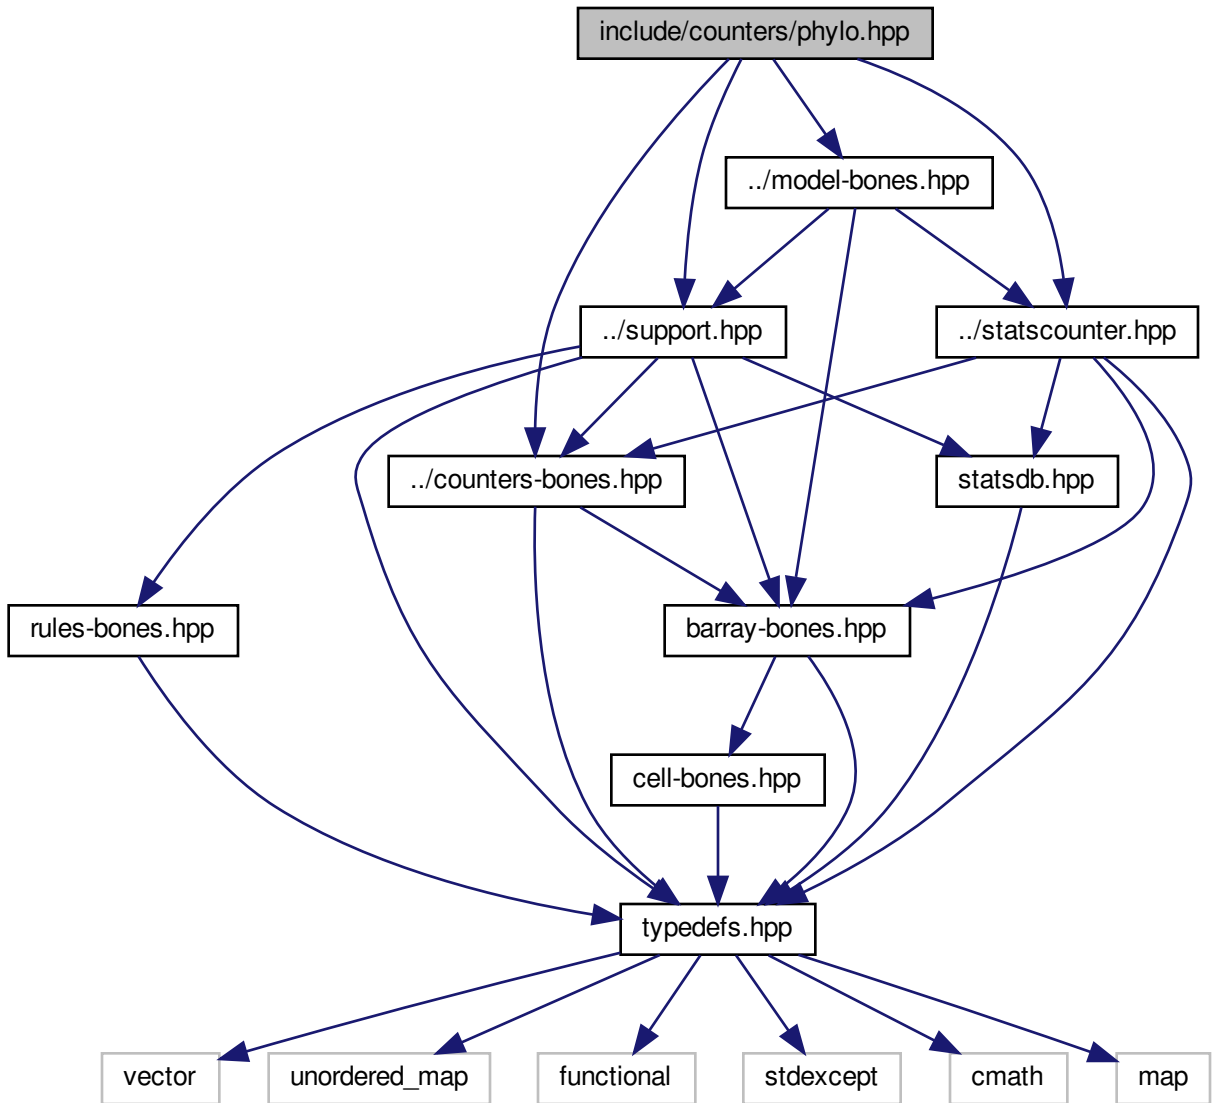 include/counters/phylo.hpp
../model-bones.hpp
../support.hpp
../statscounter.hpp
../counters-bones.hpp
statsdb.hpp
rules-bones.hpp
barray-bones.hpp
cell-bones.hpp
typedefs.hpp
vector
unordered_map
functional
stdexcept
cmath
map